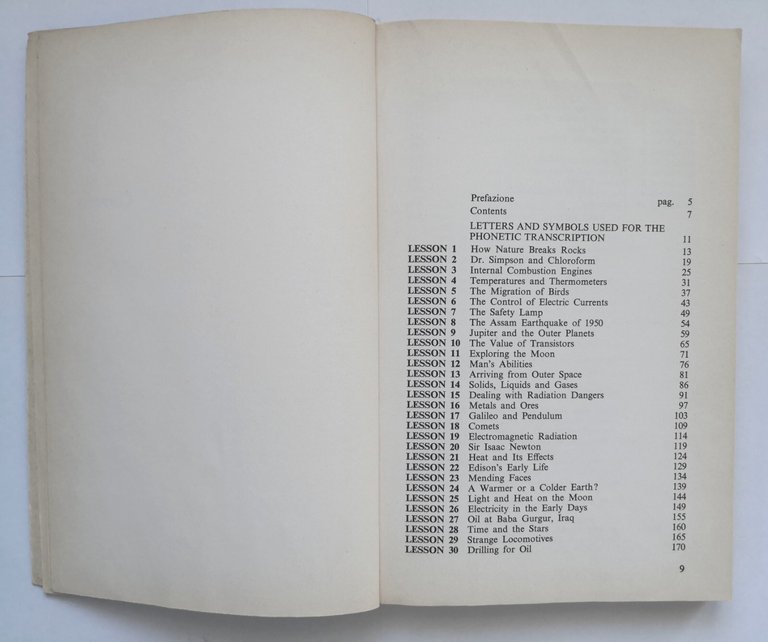 Prefazione pag. 5
Contents 7
LETTERS AND SYMBOLS USED FOR THE
PHONETIC TRANSCRIPTION 11
LESSON 1 How Nature Breaks Rocks 13
LESSON 2 Dr. Simpson and Chloroform 19
LESSON 3 Internal Combustion Engines 25
LESSON 4 Temperatures and Thermometers 31
LESSON 5 The Migration of Birds 37
LESSON 6 The Control of Electric Currents 43
LESSON 7 The Safety Lamp 49
LESSON 8 The Assam Earthquake of 1950 54
LESSON 9 Jupiter and the Outer Planets 59
LESSON 10 The Value of Transistors 65
LESSON 11 Exploring the Moon 71
LESSON 12 Man's Abilities 76
LESSON 13 Arriving from Outer Space 81
LESSON 14 Solids, Liquids and Gases 86
LESSON 15 Dealing with Radiation Dangers 91
LESSON 16 Metals and Ores 97
LESSON 17 Galileo and Pendulum 103
LESSON 18 Comets 109
LESSON 19 Electromagnetic Radiation 114
LESSON 20 Sir Isaac Newton 119
LESSON 21 Heat and Its Effects 124
LESSON 22 Edison's Early Life 129
LESSON 23 Mending Faces 134
LESSON 24 A Warmer or a Colder Earth? 139
LESSON 25 Light and Heat on the Moon 144
LESSON 26 Electricity in the Early Days 149
LESSON 27 Oil at Baba Gurgur, Iraq 155
LESSON 28 Time and the Stars 160
LESSON 29 Strange Locomotives 165
LESSON 30 Drilling for Oil 170
9